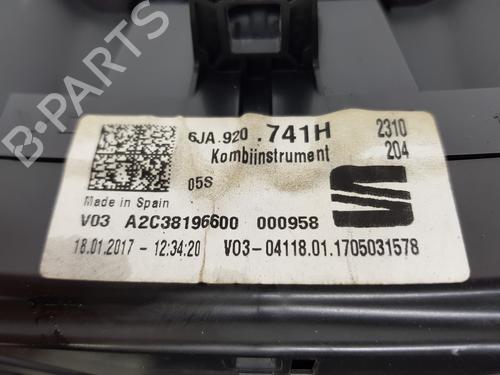 B-PARTS
6JA.920 .741H 2310
Kombiinstrument 204
05S
Made in Spain
V03 A2C38196600 000958
18.01.2017 - 12:34:20 V03-04118.01.1705031578